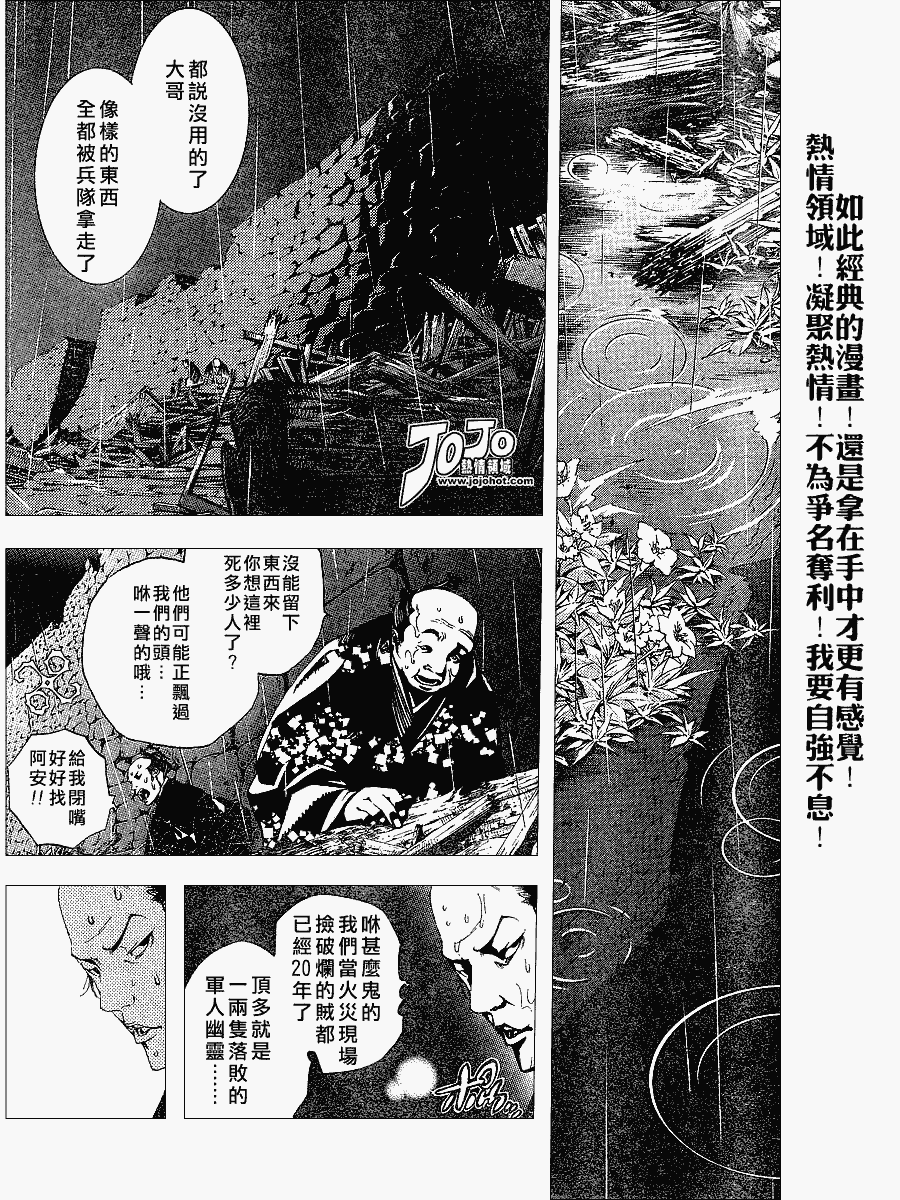 如此經典的漫畫！還是拿在手中才更有感覺！
熱情領域！凝聚熱情！不為爭名奪利！我要自強不息！
都說沒用的了
大哥
像樣的東西
全都被兵隊拿走了
JOJO
熱情領域
www.jojohot.com
沒能留下
東西來
你想這裡
死多少人了？
他們可能正飄過
我們的頭…
咻一聲的哦…
給我閉嘴
好好找
阿安!!
咻甚麼鬼的
我們當火災現場
撿破爛的賊都
已經20年了
頂多就是
一兩隻落敗的
軍人幽靈……